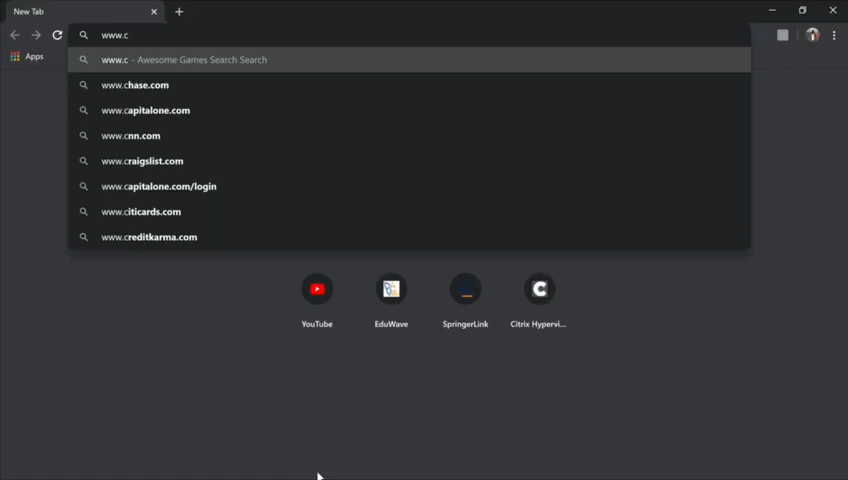 New Tab
www.c
Apps
www.c - Awesome Games Search Search
www.chase.com
www.capitalone.com
www.cnn.com
www.craigslist.com
www.capitalone.com/login
www.citicards.com
www.creditkarma.com
YouTube
EduWave
SpringerLink
Citrix Hypervi...